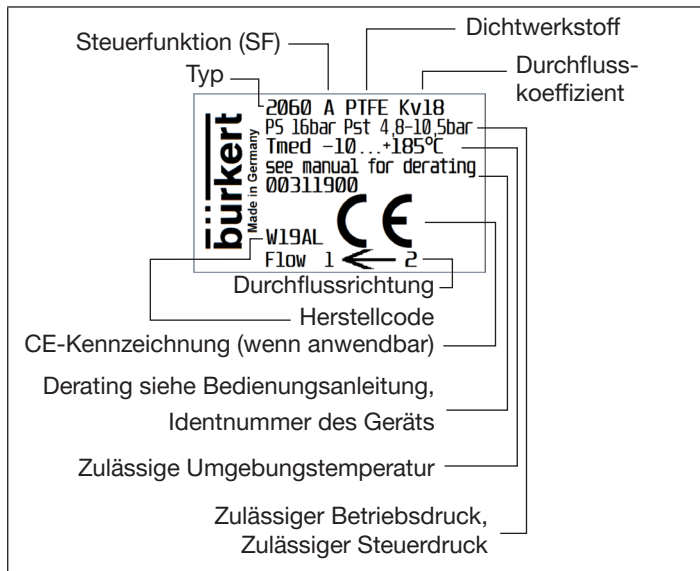 Steuerfunktion (SF)
Dichtwerkstoff
Typ
Durchfluss-
koeffizient
bürkert
Made in Germany
2060 A PTFE Kv18
PS 16bar Pst 4,8-10,5bar
Tmed -10...+185°C
see manual for derating
00311900
CE
W19AL
Flow 1 ← 2
Durchflussrichtung
Herstellcode
CE-Kennzeichnung (wenn anwendbar)
Derating siehe Bedienungsanleitung,
Identnummer des Geräts
Zulässige Umgebungstemperatur
Zulässiger Betriebsdruck,
Zulässiger Steuerdruck